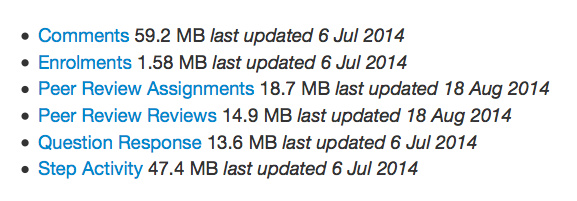 Comments 59.2 MB last updated 6 Jul 2014
Enrolments 1.58 MB last updated 6 Jul 2014
Peer Review Assignments 18.7 MB last updated 18 Aug 2014
Peer Review Reviews 14.9 MB last updated 18 Aug 2014
Question Response 13.6 MB last updated 6 Jul 2014
Step Activity 47.4 MB last updated 6 Jul 2014